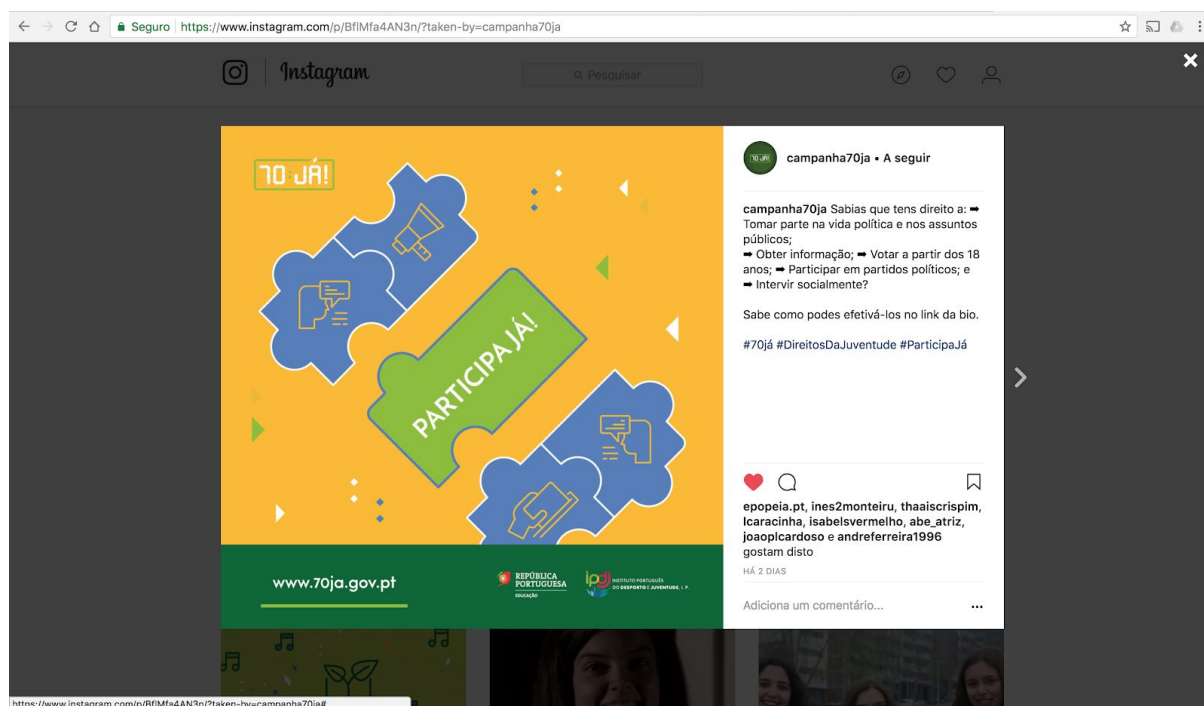 Seguro https://www.instagram.com/p/BflMfa4AN3n/?taken-by=campanha70ja
Instagram
Pesquisar
70 JÁ!
PARTICIPA JÁ!
www.70ja.gov.pt
REPÚBLICA
PORTUGUESA
EDUCAÇÃO
ipdj
INSTITUTO PORTUGUÊS
DO DESPORTO E JUVENTUDE, I. P.
70 JÁ!
campanha70ja • A seguir
campanha70ja Sabias que tens direito a: ➡
Tomar parte na vida política e nos assuntos
públicos;
➡ Obter informação; ➡ Votar a partir dos 18
anos; ➡ Participar em partidos políticos; e
➡ Intervir socialmente?
Sabe como podes efetivá-los no link da bio.
#70já #DireitosDaJuventude #ParticipaJá
epopeia.pt, ines2monteiru, thaaiscrispim,
lcaracinha, isabelsvermelho, abe_atriz,
joaoplcardoso e andreferreira1996
gostam disto
HÁ 2 DIAS
Adiciona um comentário...
https://www.instagram.com/p/BflMfa4AN3n/?taken-by=campanha70ja#